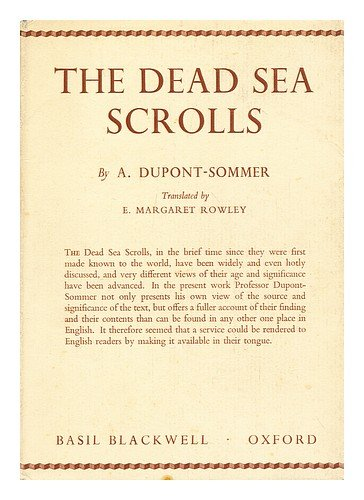 THE DEAD SEA
SCROLLS
By A. DUPONT-SOMMER
Translated by
E. MARGARET ROWLEY
THE Dead Sea Scrolls, in the brief time since they were first
made known to the world, have been widely and even hotly
discussed, and very different views of their age and significance
have been advanced. In the present work Professor Dupont-
Sommer not only presents his own view of the source and
significance of the text, but offers a fuller account of their finding
and their contents than can be found in any other one place in
English. It therefore seemed that a service could be rendered to
English readers by making it available in their tongue.
BASIL BLACKWELL · OXFORD